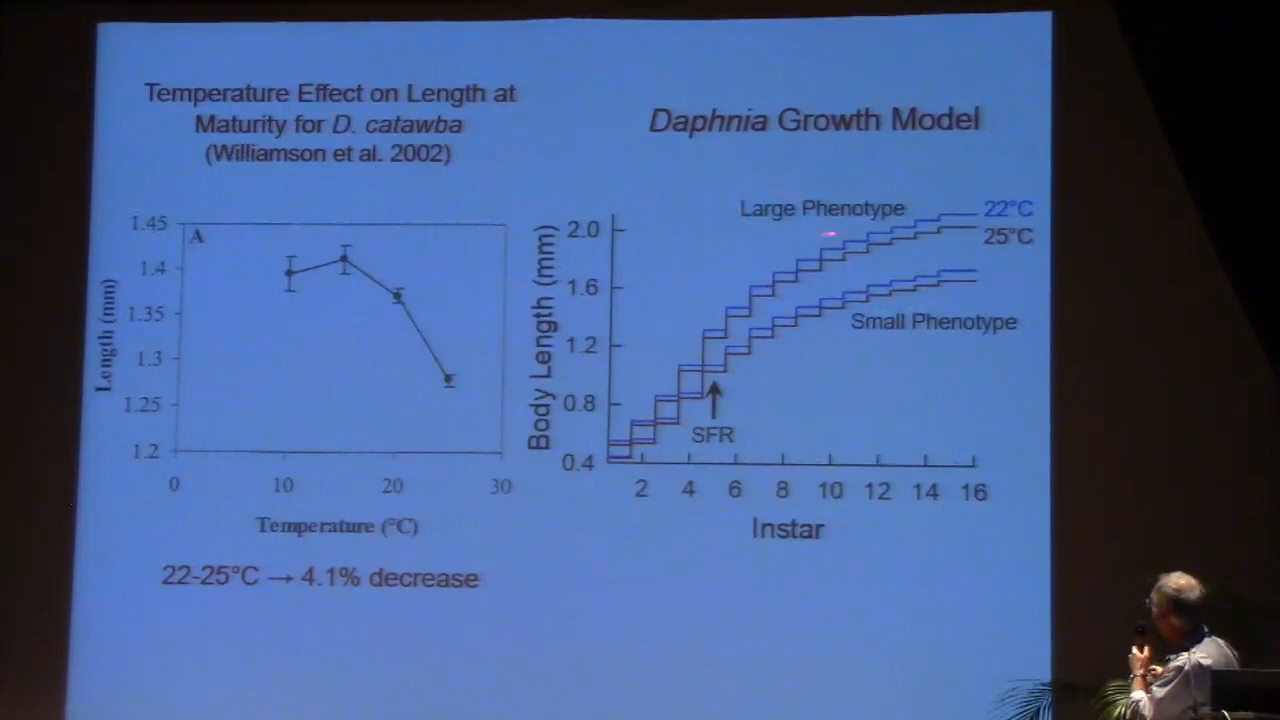 Temperature Effect on Length at
Maturity for D. catawba
(Williamson et al. 2002)
A
Length (mm)
1.45
1.4
1.35
1.3
1.25
1.2
0 10 20 30
Temperature (°C)
22-25°C → 4.1% decrease
Daphnia Growth Model
Large Phenotype
22°C
25°C
Small Phenotype
SFR
Body Length (mm)
2.0
1.6
1.2
0.8
0.4
2 4 6 8 10 12 14 16
Instar